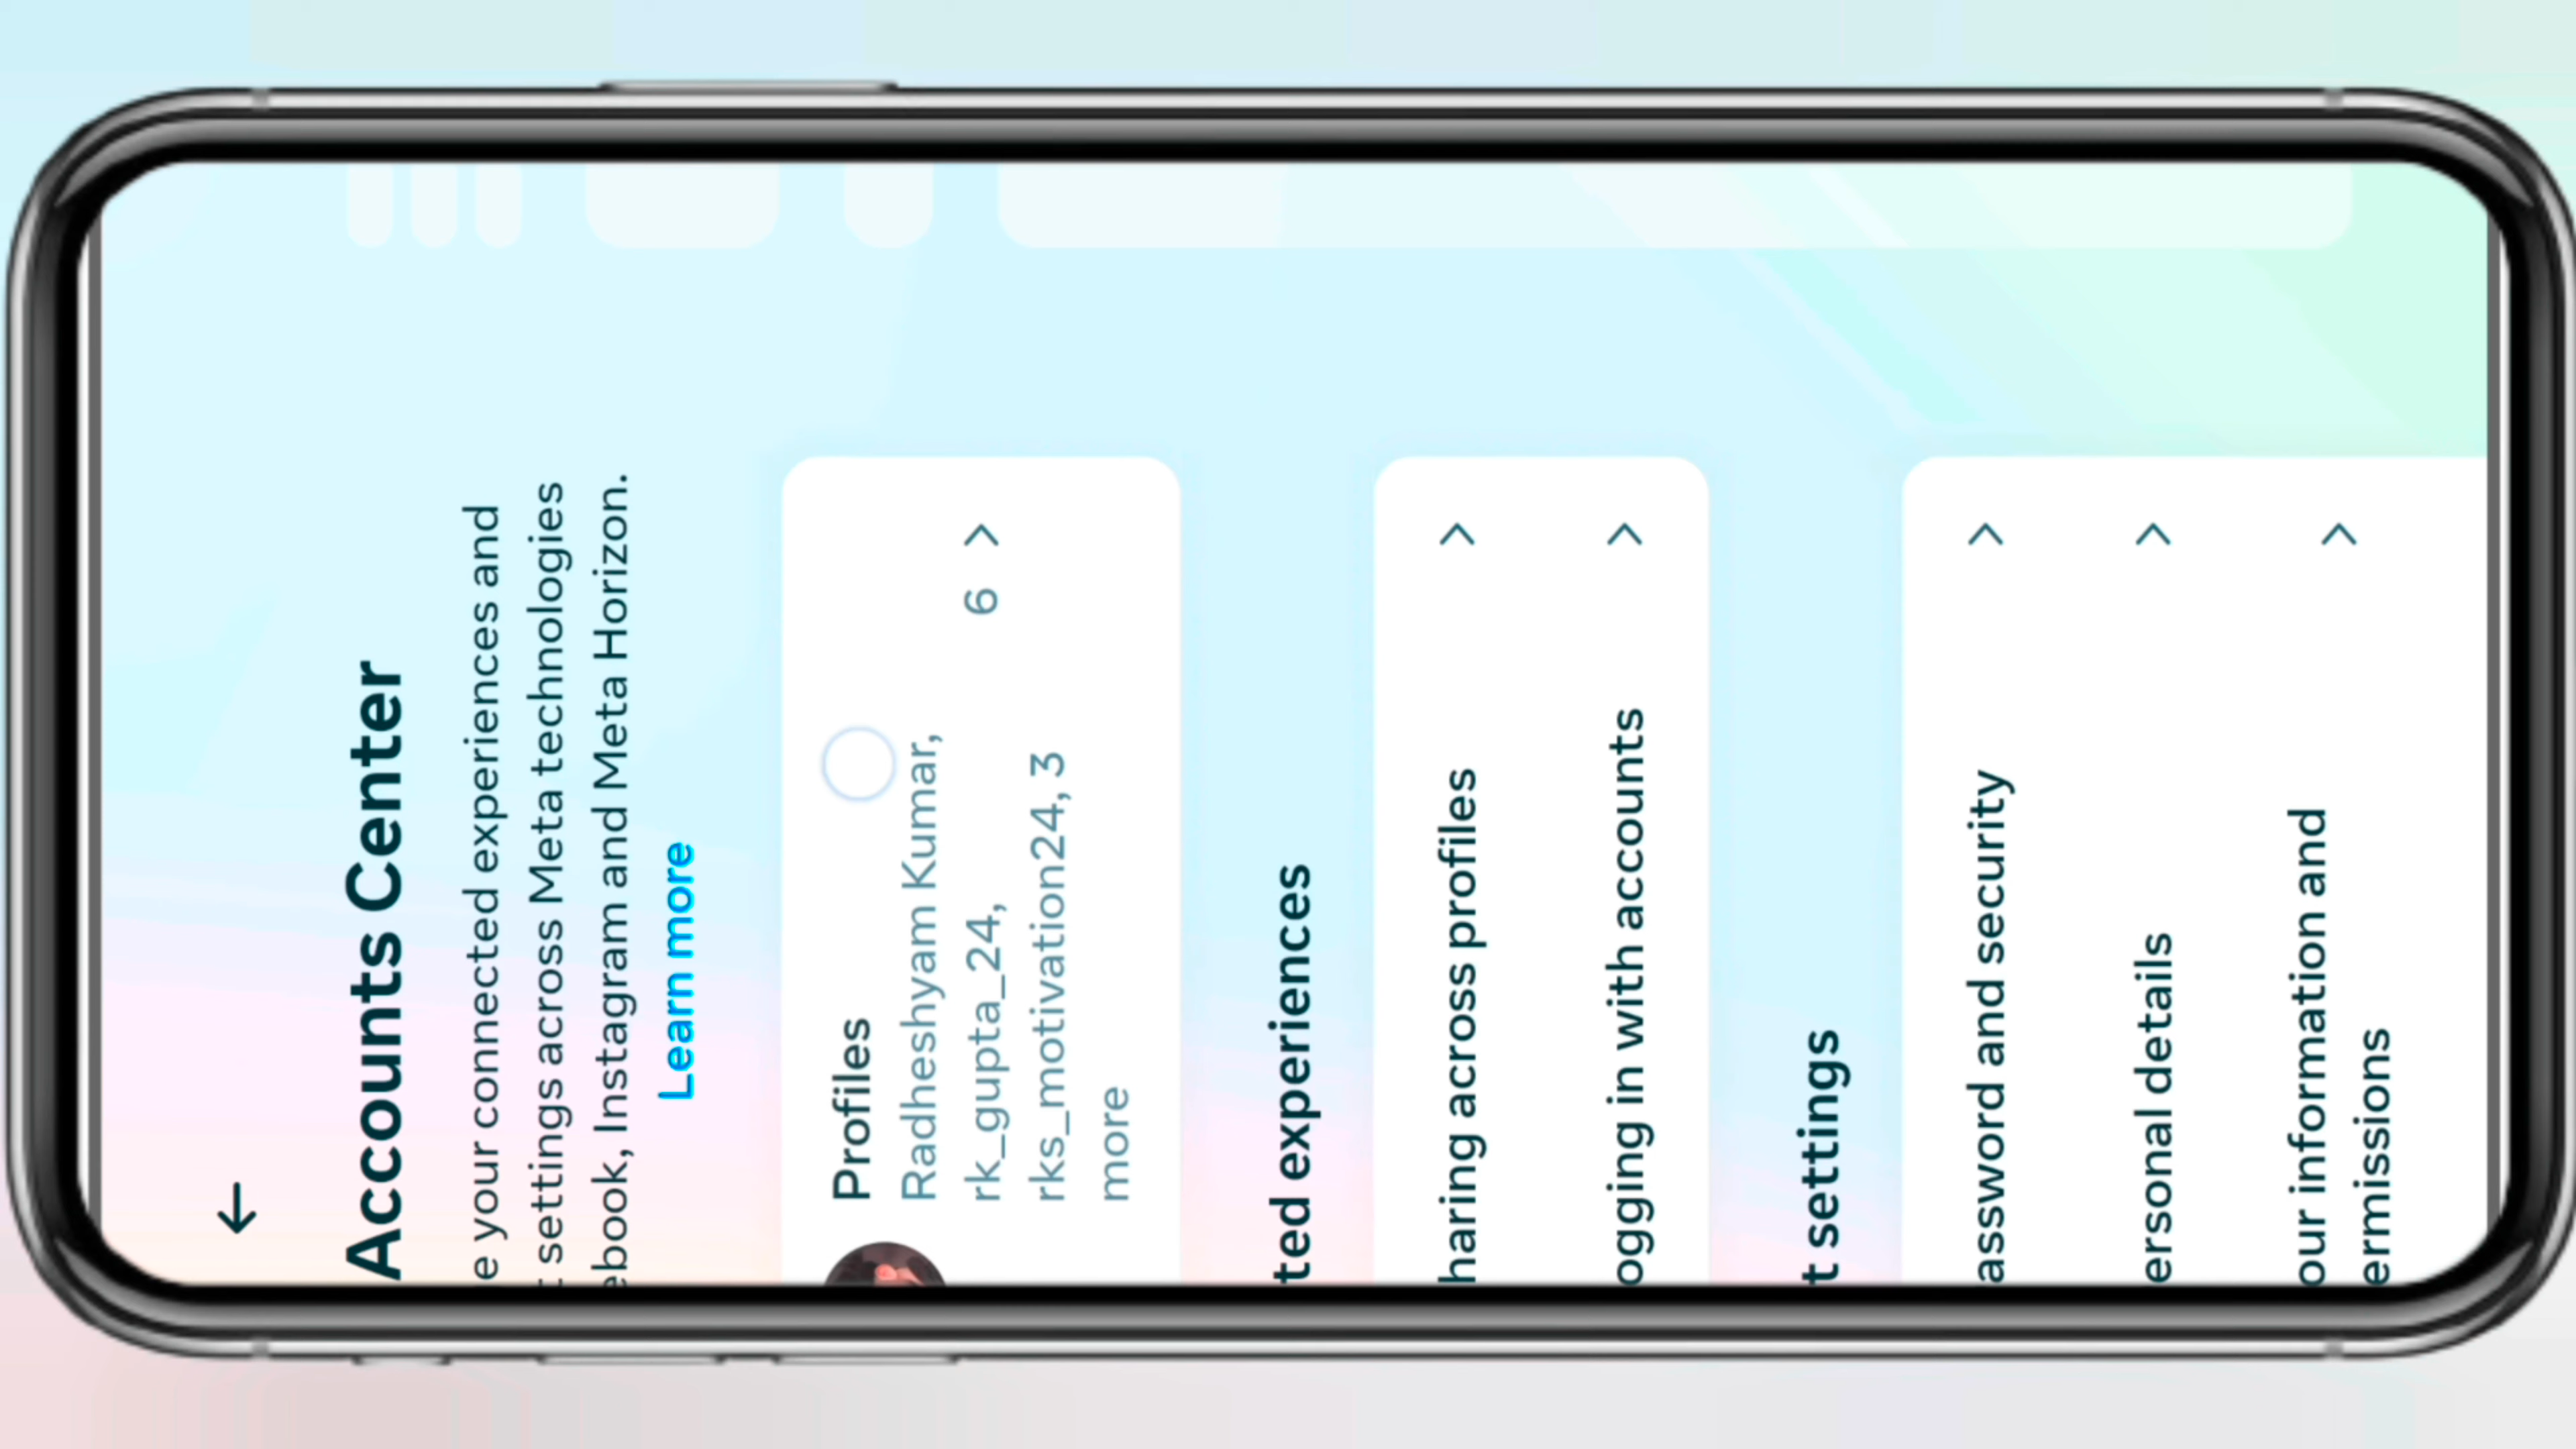 Accounts Center
e your connected experiences and
settings across Meta technologies
ebook, Instagram and Meta Horizon.
Learn more
Profiles
Radheshyam Kumar,
rk_gupta_24,
rks_motivation24, 3
more
6
ted experiences
haring across profiles
ogging in with accounts
t settings
assword and security
ersonal details
our information and
ermissions